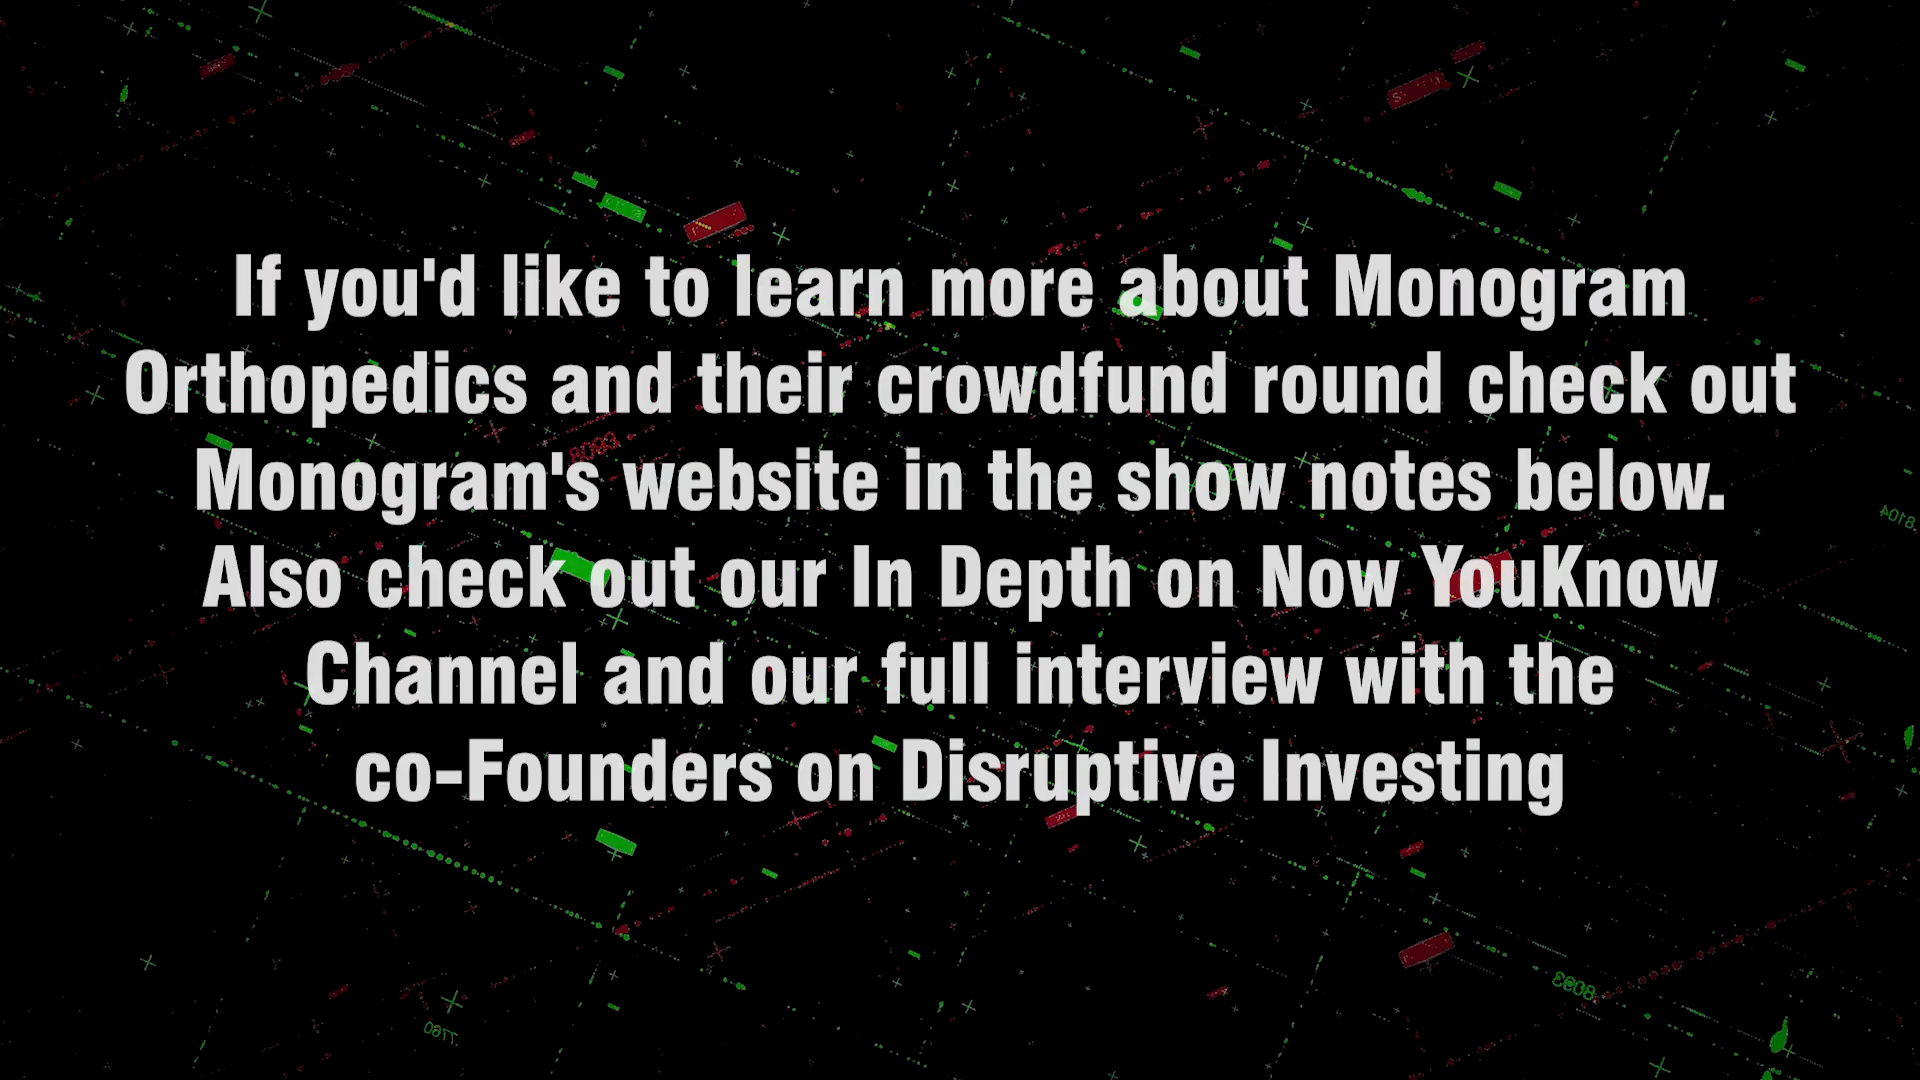 If you'd like to learn more about Monogram
Orthopedics and their crowdfund round check out
Monogram's website in the show notes below.
Also check out our In Depth on Now YouKnow
Channel and our full interview with the
co-Founders on Disruptive Investing